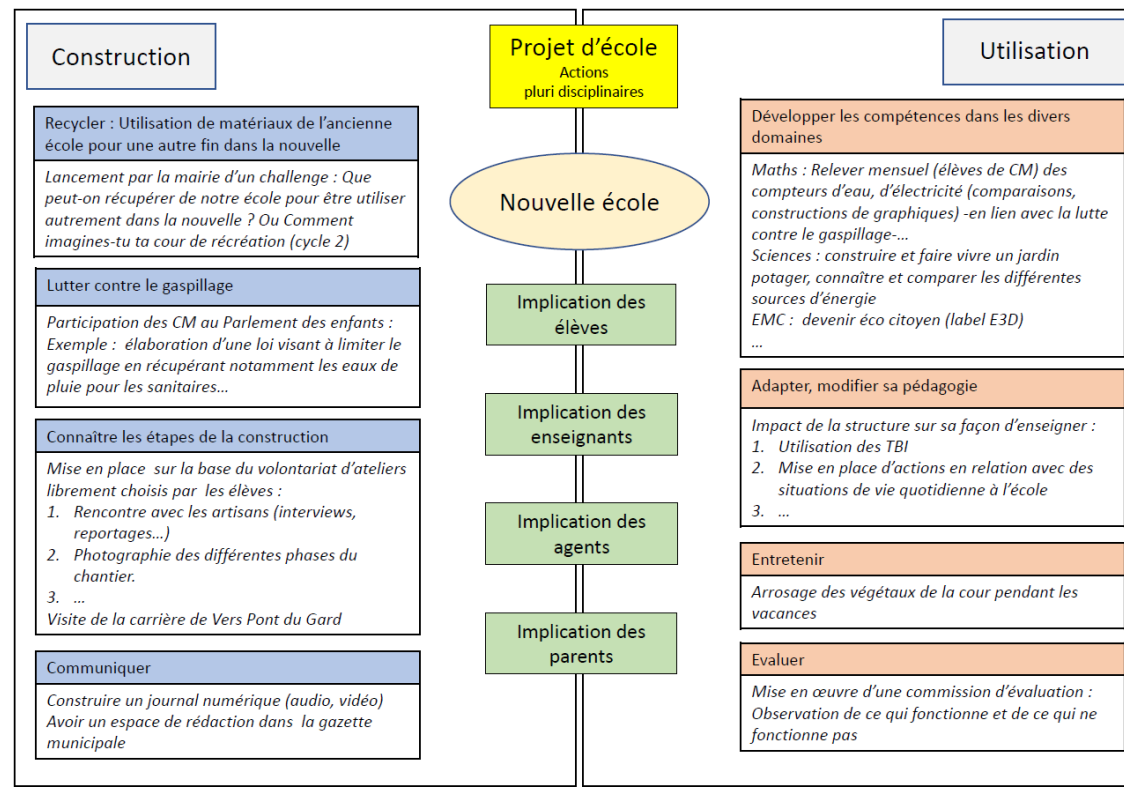 Construction
Recycler : Utilisation de matériaux de l'ancienne
école pour une autre fin dans la nouvelle
Lancement par la mairie d'un challenge : Que
peut-on récupérer de notre école pour être utiliser
autrement dans la nouvelle ? Ou Comment
imagines-tu ta cour de récréation (cycle 2)
Lutter contre le gaspillage
Participation des CM au Parlement des enfants :
Exemple : élaboration d'une loi visant à limiter le
gaspillage en récupérant notamment les eaux de
pluie pour les sanitaires…
Connaître les étapes de la construction
Mise en place sur la base du volontariat d'ateliers
librement choisis par les élèves :
1. Rencontre avec les artisans (interviews,
reportages…)
2. Photographie des différentes phases du
chantier.
3. …
Visite de la carrière de Vers Pont du Gard
Communiquer
Construire un journal numérique (audio, vidéo)
Avoir un espace de rédaction dans la gazette
municipale
Projet d'école
Actions
pluri disciplinaires
Nouvelle école
Implication des
élèves
Implication des
enseignants
Implication des
agents
Implication des
parents
Utilisation
Développer les compétences dans les divers
domaines
Maths : Relever mensuel (élèves de CM) des
compteurs d'eau, d'électricité (comparaisons,
constructions de graphiques) -en lien avec la lutte
contre le gaspillage-…
Sciences : construire et faire vivre un jardin
potager, connaître et comparer les différentes
sources d'énergie
EMC : devenir éco citoyen (label E3D)
…
Adapter, modifier sa pédagogie
Impact de la structure sur sa façon d'enseigner :
1. Utilisation des TBI
2. Mise en place d'actions en relation avec des
situations de vie quotidienne à l'école
3. …
Entretenir
Arrosage des végétaux de la cour pendant les
vacances
Evaluer
Mise en œuvre d'une commission d'évaluation :
Observation de ce qui fonctionne et de ce qui ne
fonctionne pas